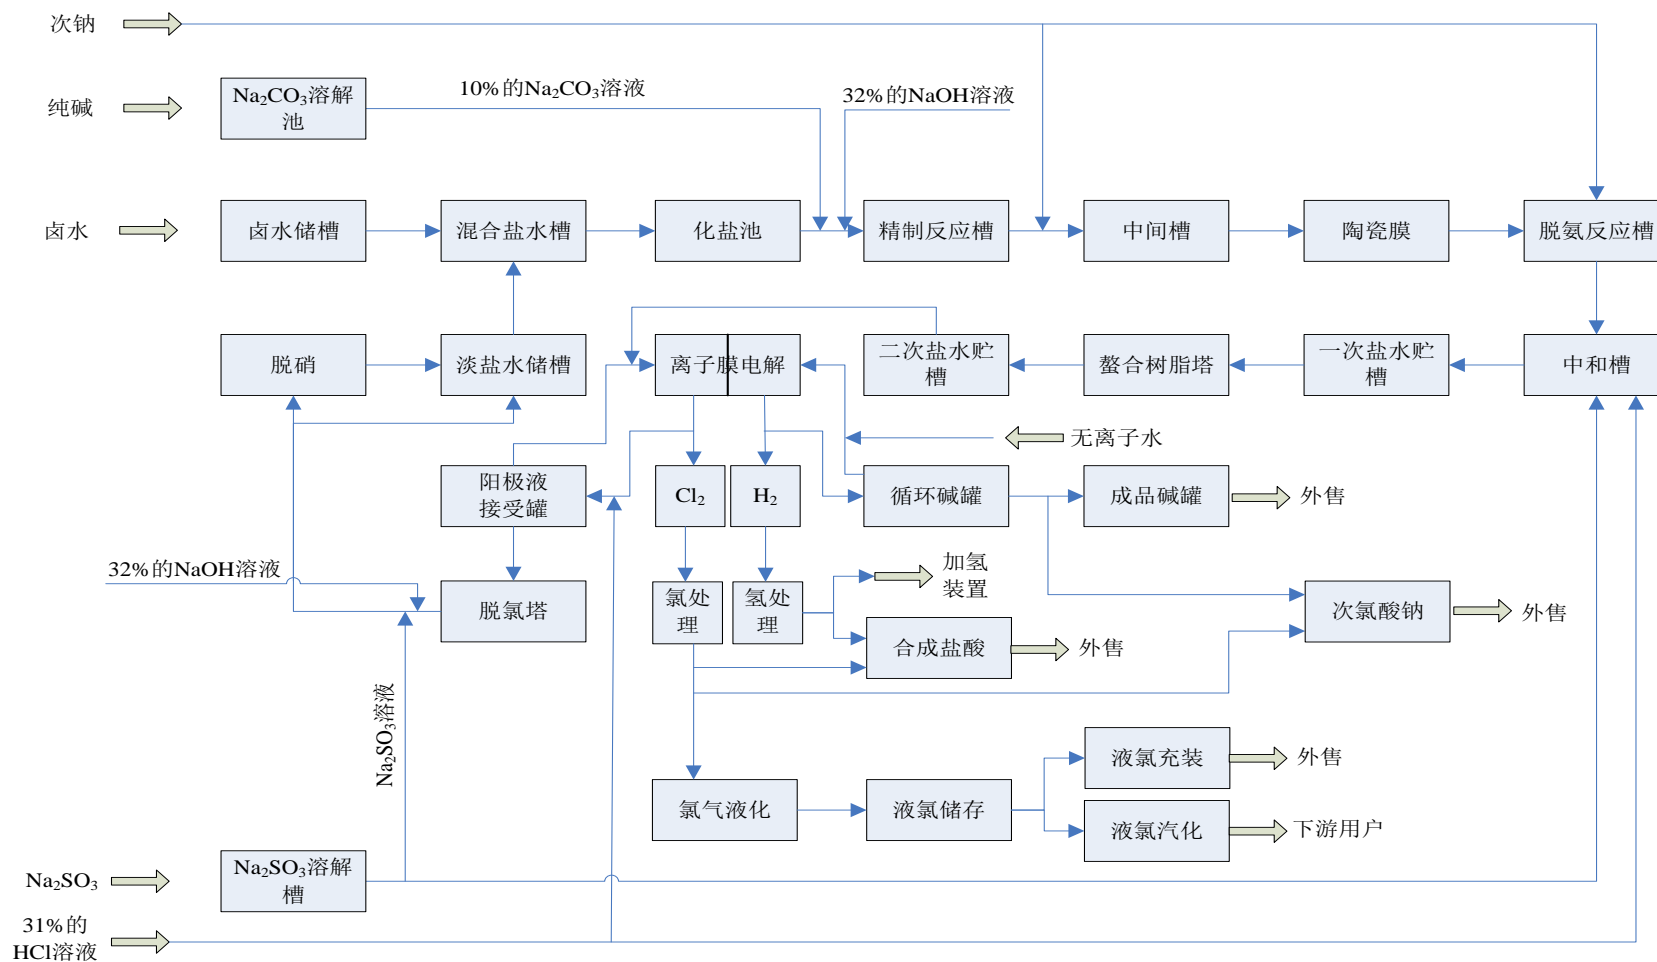 次钠
纯碱
Na₂CO₃溶解
池
10%的Na₂CO₃溶液
32%的NaOH溶液
卤水
卤水储槽
混合盐水槽
化盐池
精制反应槽
中间槽
陶瓷膜
脱氨反应槽
脱硝
淡盐水储槽
离子膜电解
二次盐水贮
槽
螯合树脂塔
一次盐水贮
槽
中和槽
无离子水
阳极液
接受罐
Cl₂
H₂
循环碱罐
成品碱罐
外售
32%的NaOH溶液
脱氯塔
氯处
理
氢处
理
加氢
装置
合成盐酸
外售
次氯酸钠
外售
Na₂SO₃溶液
氯气液化
液氯储存
液氯充装
外售
液氯汽化
下游用户
Na₂SO₃
Na₂SO₃溶解
槽
31%的
HCl溶液